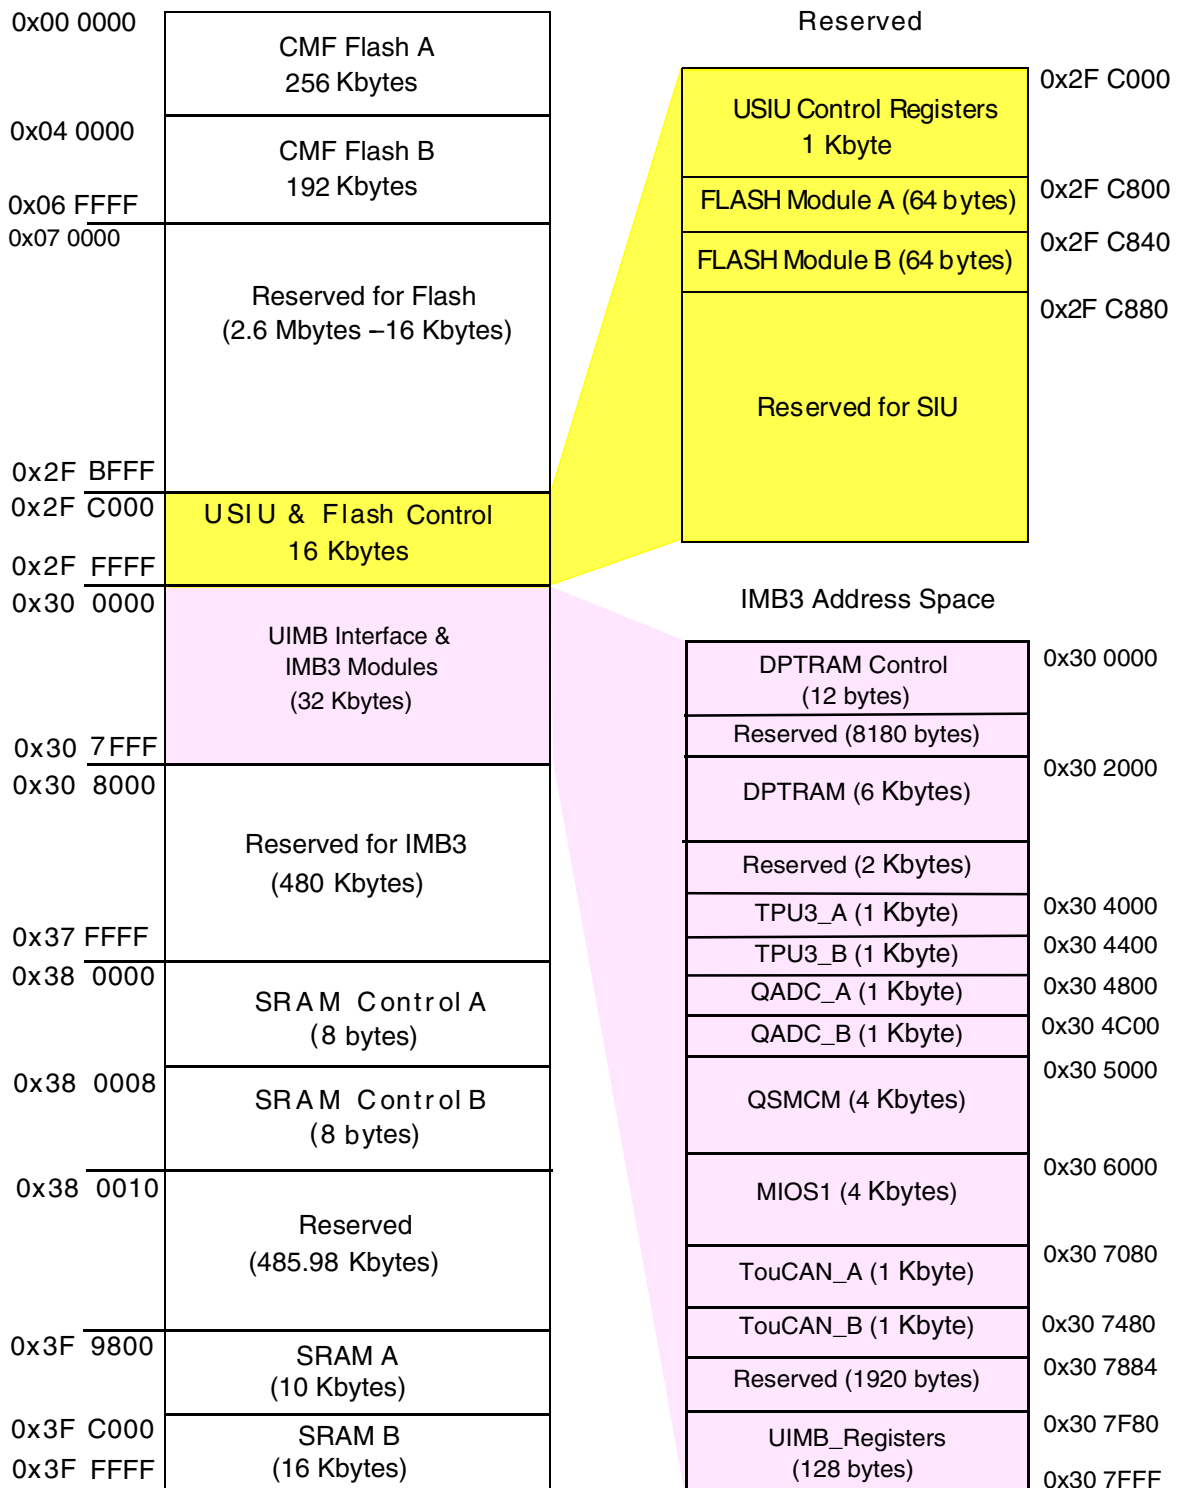 0x00 0000
CMF Flash A
256 Kbytes
0x04 0000
CMF Flash B
192 Kbytes
0x06 FFFF
0x07 0000
Reserved for Flash
(2.6 Mbytes –16 Kbytes)
0x2F BFFF
0x2F C000
USIU & Flash Control
16 Kbytes
0x2F FFFF
0x30 0000
UIMB Interface &
IMB3 Modules
(32 Kbytes)
0x30 7FFF
0x30 8000
Reserved for IMB3
(480 Kbytes)
0x37 FFFF
0x38 0000
SRAM Control A
(8 bytes)
0x38 0008
SRAM Control B
(8 bytes)
0x38 0010
Reserved
(485.98 Kbytes)
0x3F 9800
SRAM A
(10 Kbytes)
0x3F C000
SRAM B
(16 Kbytes)
0x3F FFFF
Reserved
0x2F C000
USIU Control Registers
1 Kbyte
FLASH Module A (64 bytes)
0x2F C800
FLASH Module B (64 bytes)
0x2F C840
0x2F C880
Reserved for SIU
IMB3 Address Space
DPTRAM Control
(12 bytes)
0x30 0000
Reserved (8180 bytes)
0x30 2000
DPTRAM (6 Kbytes)
Reserved (2 Kbytes)
TPU3_A (1 Kbyte)
0x30 4000
TPU3_B (1 Kbyte)
0x30 4400
QADC_A (1 Kbyte)
0x30 4800
QADC_B (1 Kbyte)
0x30 4C00
0x30 5000
QSMCM (4 Kbytes)
0x30 6000
MIOS1 (4 Kbytes)
0x30 7080
TouCAN_A (1 Kbyte)
TouCAN_B (1 Kbyte)
0x30 7480
Reserved (1920 bytes)
0x30 7884
UIMB_Registers
(128 bytes)
0x30 7F80
0x30 7FFF